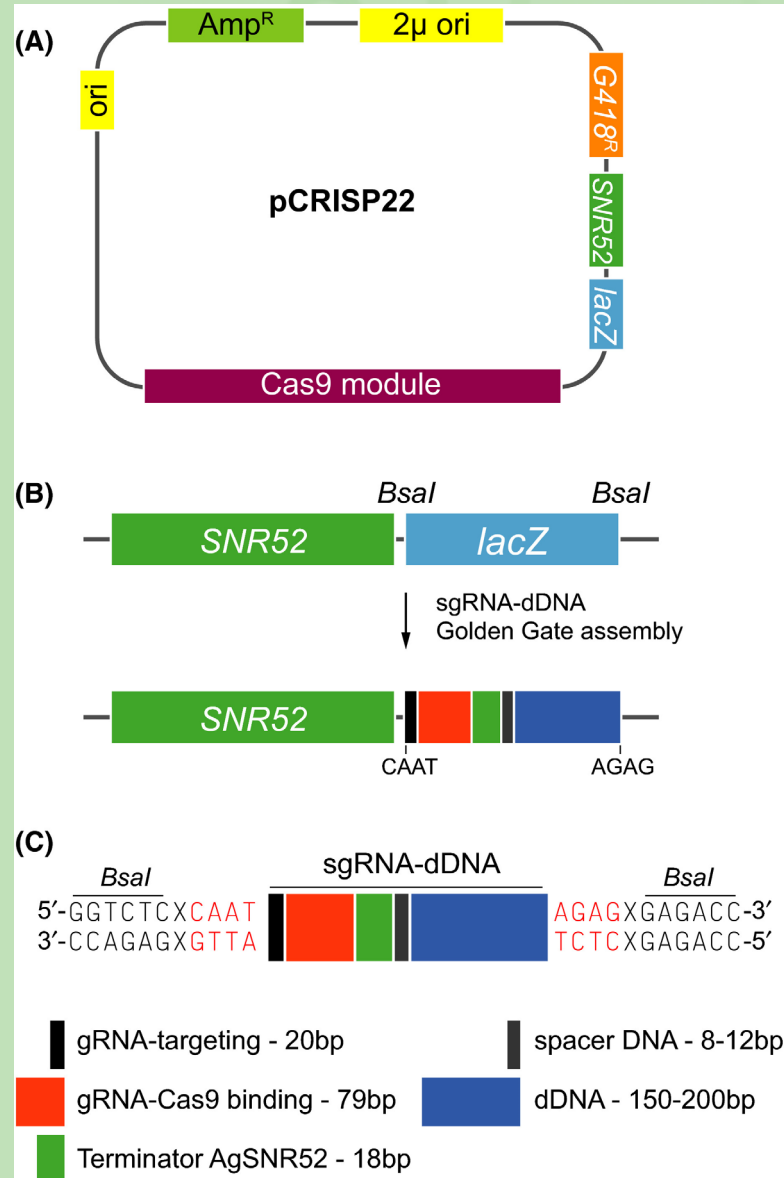 (A)
Amp^R
2µ ori
ori
G418^R
SNR52
lacZ
pCRISP22
Cas9 module
(B)
BsaI
BsaI
SNR52
lacZ
sgRNA-dDNA
Golden Gate assembly
SNR52
CAAT
AGAG
(C)
sgRNA-dDNA
BsaI
BsaI
5′-GGTCTCXCAAT
AGAGXGAGACC-3′
3′-CCAGAGXGTTA
TCTCXGAGACC-5′
gRNA-targeting - 20bp
spacer DNA - 8-12bp
gRNA-Cas9 binding - 79bp
dDNA - 150-200bp
Terminator AgSNR52 - 18bp